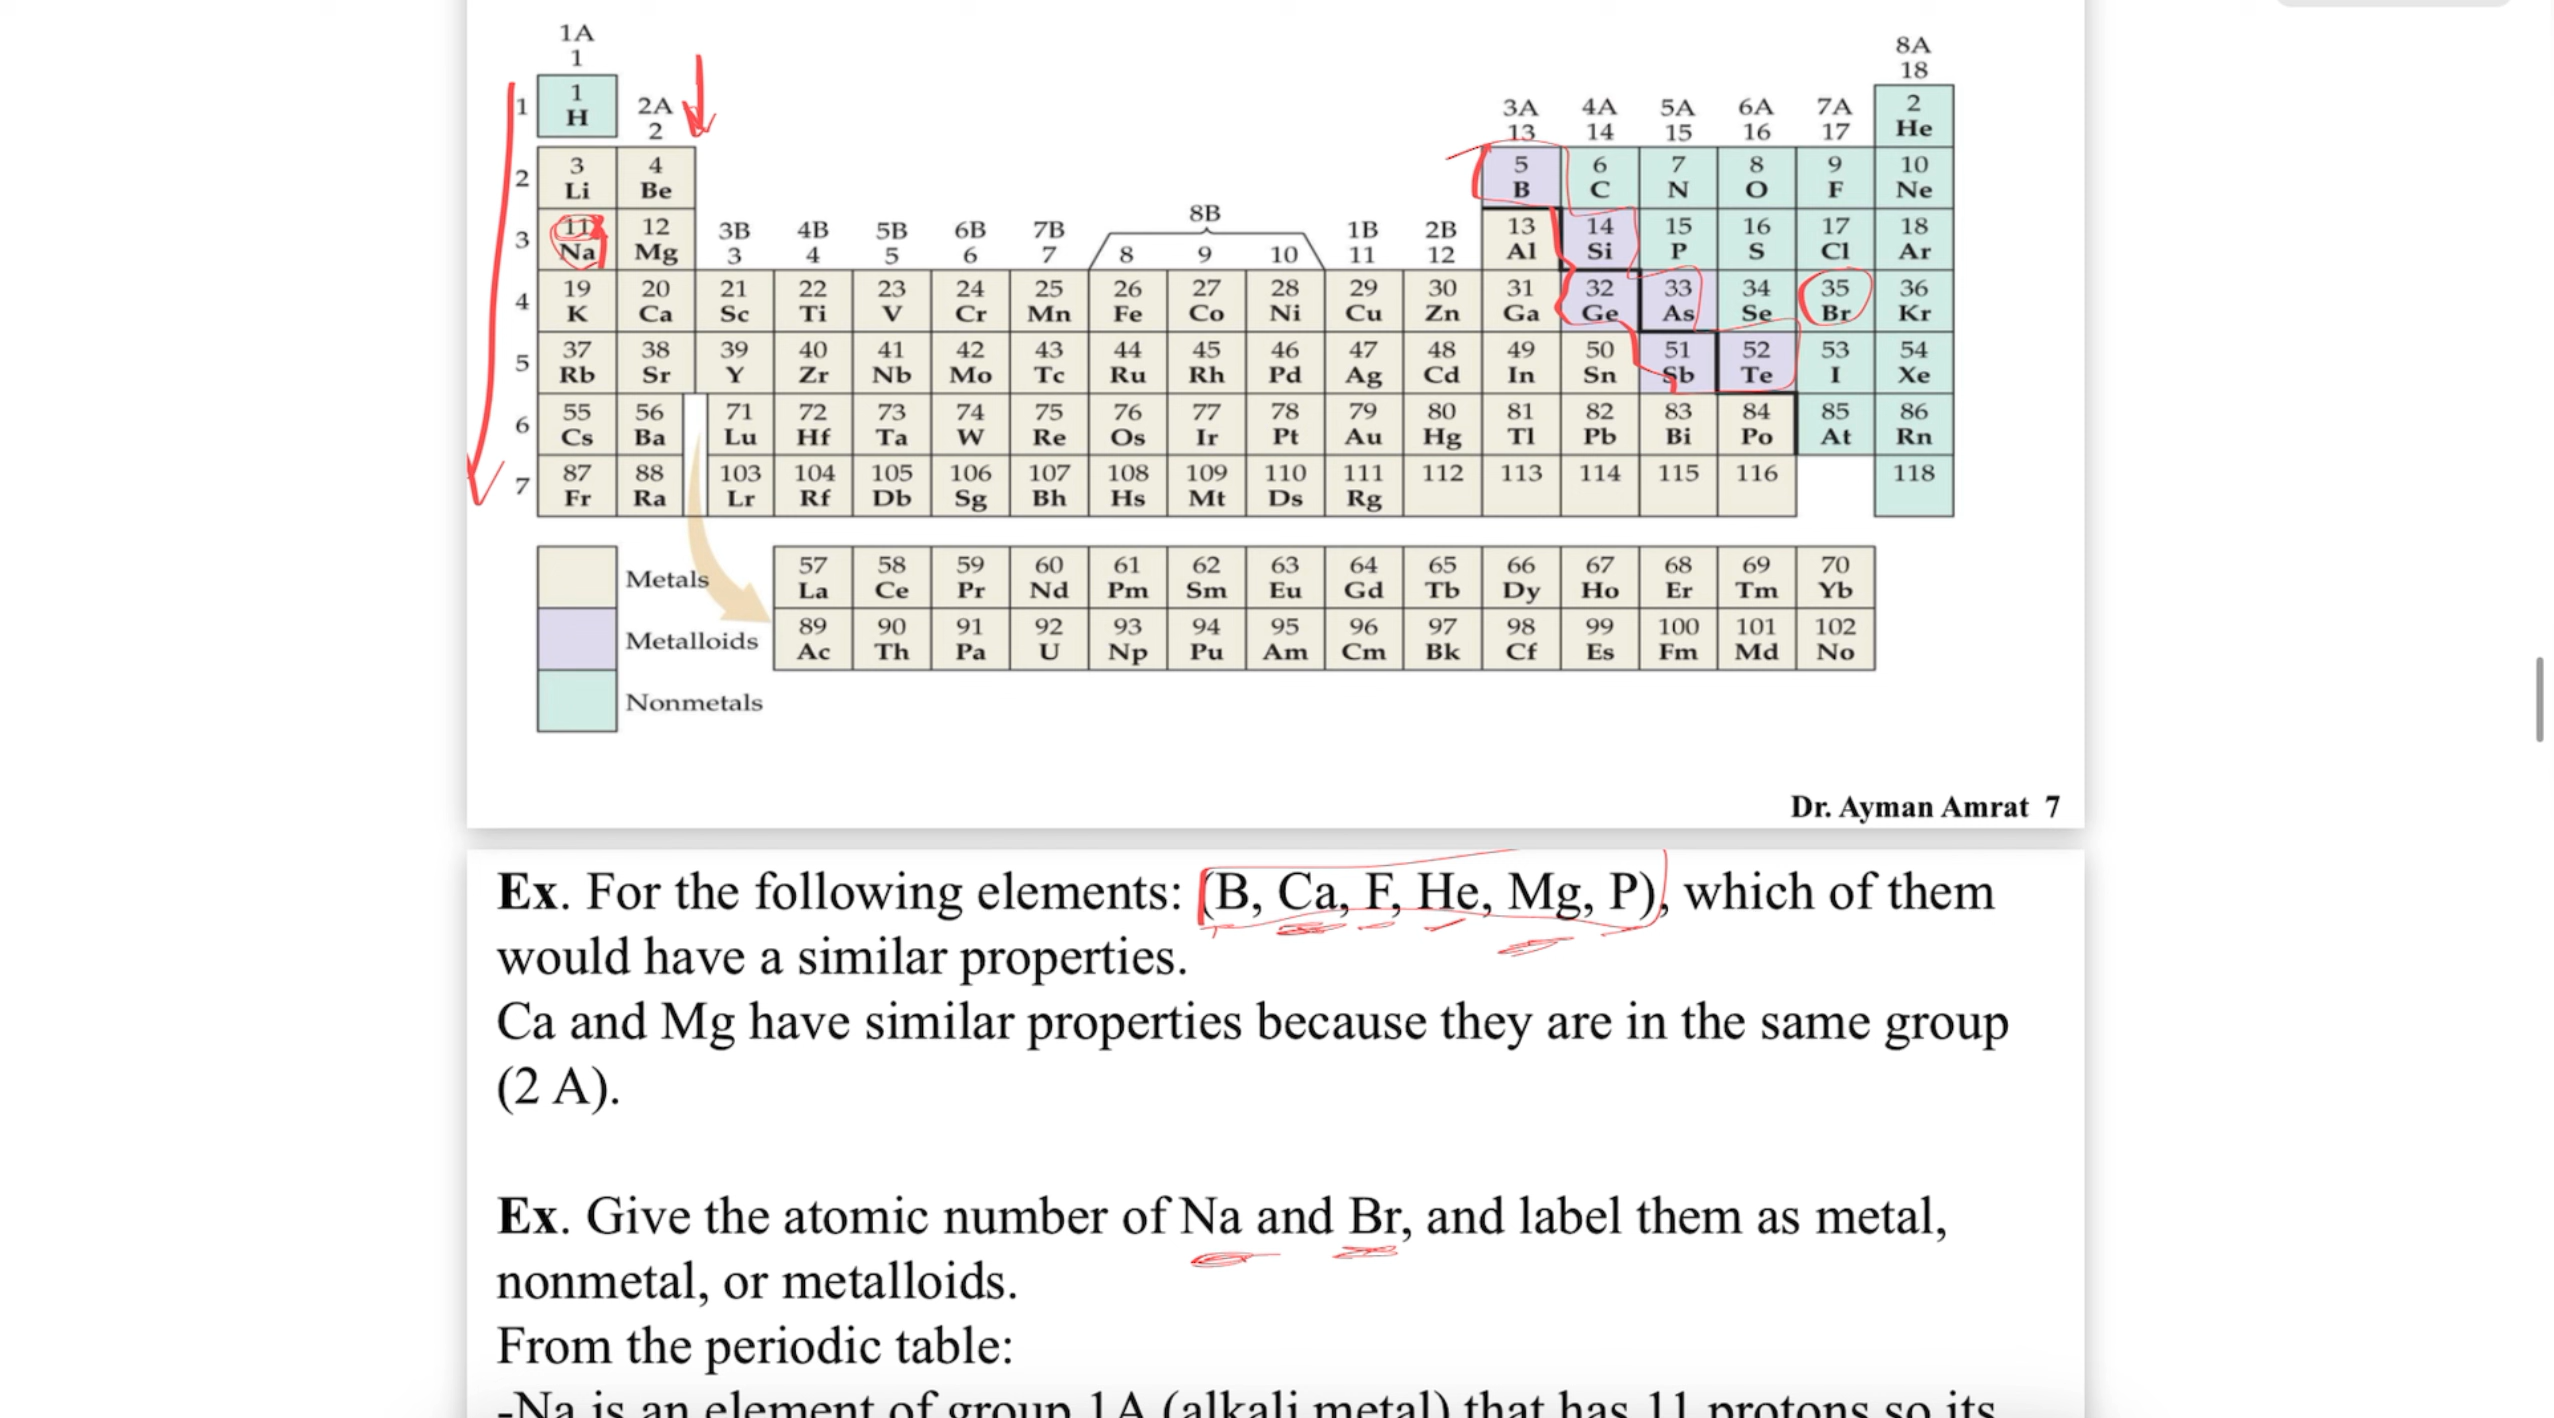 1A
1
8A
18
1
1
H
2A
2
3A 4A 5A 6A 7A
13 14 15 16 17
2
He
2
3 4 5 6 7 8 9 10
Li Be B C N O F Ne
3
11 12 13 14 15 16 17 18
Na Mg Al Si P S Cl Ar
3B 4B 5B 6B 7B 8B 1B 2B
3 4 5 6 7 8 9 10 11 12
4
19 20 21 22 23 24 25 26 27 28 29 30 31 32 33 34 35 36
K Ca Sc Ti V Cr Mn Fe Co Ni Cu Zn Ga Ge As Se Br Kr
5
37 38 39 40 41 42 43 44 45 46 47 48 49 50 51 52 53 54
Rb Sr Y Zr Nb Mo Tc Ru Rh Pd Ag Cd In Sn Sb Te I Xe
6
55 56 71 72 73 74 75 76 77 78 79 80 81 82 83 84 85 86
Cs Ba Lu Hf Ta W Re Os Ir Pt Au Hg Tl Pb Bi Po At Rn
7
87 88 103 104 105 106 107 108 109 110 111 112 113 114 115 116 118
Fr Ra Lr Rf Db Sg Bh Hs Mt Ds Rg
57 58 59 60 61 62 63 64 65 66 67 68 69 70
La Ce Pr Nd Pm Sm Eu Gd Tb Dy Ho Er Tm Yb
89 90 91 92 93 94 95 96 97 98 99 100 101 102
Ac Th Pa U Np Pu Am Cm Bk Cf Es Fm Md No
Metals
Metalloids
Nonmetals
Dr. Ayman Amrat 7
Ex. For the following elements: (B, Ca, F, He, Mg, P), which of them
would have a similar properties.
Ca and Mg have similar properties because they are in the same group
(2 A).
Ex. Give the atomic number of Na and Br, and label them as metal,
nonmetal, or metalloids.
From the periodic table:
-Na is an element of group 1A (alkali metal) that has 11 protons so its